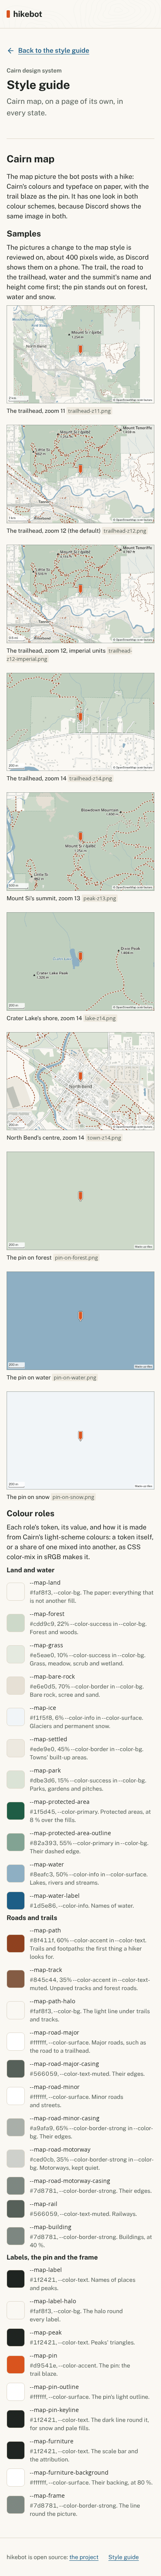 hikebot
← Back to the style guide
Cairn design system
Style guide
Cairn map, on a page of its own, in
every state.
Cairn map
The map picture the bot posts with a hike:
Cairn's colours and typeface on paper, with the
trail blaze as the pin. It has one look in both
colour schemes, because Discord shows the
same image in both.
Samples
The pictures a change to the map style is
reviewed on, about 400 pixels wide, as Discord
shows them on a phone. The trail, the road to the
trailhead, water and the summit's name and
height come first; the pin stands out on forest,
water and snow.
The trailhead, zoom 11 trailhead-z11.png
The trailhead, zoom 12 (the default) trailhead-z12.png
The trailhead, zoom 12, imperial units trailhead-
z12-imperial.png
The trailhead, zoom 14 trailhead-z14.png
Mount Si's summit, zoom 13 peak-z13.png
Crater Lake's shore, zoom 14 lake-z14.png
North Bend
North Bend's centre, zoom 14 town-z14.png
The pin on forest pin-on-forest.png
The pin on water pin-on-water.png
The pin on snow pin-on-snow.png
Colour roles
Each role's token, its value, and how it is made
from Cairn's light-scheme colours: a token itself,
or a share of one mixed into another, as CSS
color-mix in sRGB makes it.
Land and water
--map-land
#faf8f3, --color-bg. The paper: everything that
is not another fill.
--map-forest
#cdd9c9, 22% --color-success in --color-bg.
Forest and woods.
--map-grass
#e5eae0, 10% --color-success in --color-bg.
Grass, meadow, scrub and wetland.
--map-bare-rock
#e6e0d5, 70% --color-border in --color-bg.
Bare rock, scree and sand.
--map-ice
#f1f5f8, 6% --color-info in --color-surface.
Glaciers and permanent snow.
--map-settled
#ede9e0, 45% --color-border in --color-bg.
Towns' built-up areas.
--map-park
#dbe3d6, 15% --color-success in --color-bg.
Parks, gardens and pitches.
--map-protected-area
#1f5d45, --color-primary. Protected areas, at
8 % over the fills.
--map-protected-area-outline
#82a393, 55% --color-primary in --color-bg.
Their dashed edge.
--map-water
#8eafc3, 50% --color-info in --color-surface.
Lakes, rivers and streams.
--map-water-label
#1d5e86, --color-info. Names of water.
Roads and trails
--map-path
#8f411f, 60% --color-accent in --color-text.
Trails and footpaths: the first thing a hiker
looks for.
--map-track
#845c44, 35% --color-accent in --color-text-
muted. Unpaved tracks and forest roads.
--map-path-halo
#faf8f3, --color-bg. The light line under trails
and tracks.
--map-road-major
#ffffff, --color-surface. Major roads, such as
the road to a trailhead.
--map-road-major-casing
#566059, --color-text-muted. Their edges.
--map-road-minor
#ffffff, --color-surface. Minor roads
and streets.
--map-road-minor-casing
#a9afa9, 65% --color-border-strong in --color-
bg. Their edges.
--map-road-motorway
#ced0cb, 35% --color-border-strong in --color-
bg. Motorways, kept quiet.
--map-road-motorway-casing
#7d8781, --color-border-strong. Their edges.
--map-rail
#566059, --color-text-muted. Railways.
--map-building
#7d8781, --color-border-strong. Buildings, at
40 %.
Labels, the pin and the frame
--map-label
#1f2421, --color-text. Names of places
and peaks.
--map-label-halo
#faf8f3, --color-bg. The halo round
every label.
--map-peak
#1f2421, --color-text. Peaks' triangles.
--map-pin
#d9541e, --color-accent. The pin: the
trail blaze.
--map-pin-outline
#ffffff, --color-surface. The pin's light outline.
--map-pin-keyline
#1f2421, --color-text. The dark line round it,
for snow and pale fills.
--map-furniture
#1f2421, --color-text. The scale bar and
the attribution.
--map-furniture-background
#ffffff, --color-surface. Their backing, at 80 %.
--map-frame
#7d8781, --color-border-strong. The line
round the picture.
hikebot is open source: the project Style guide